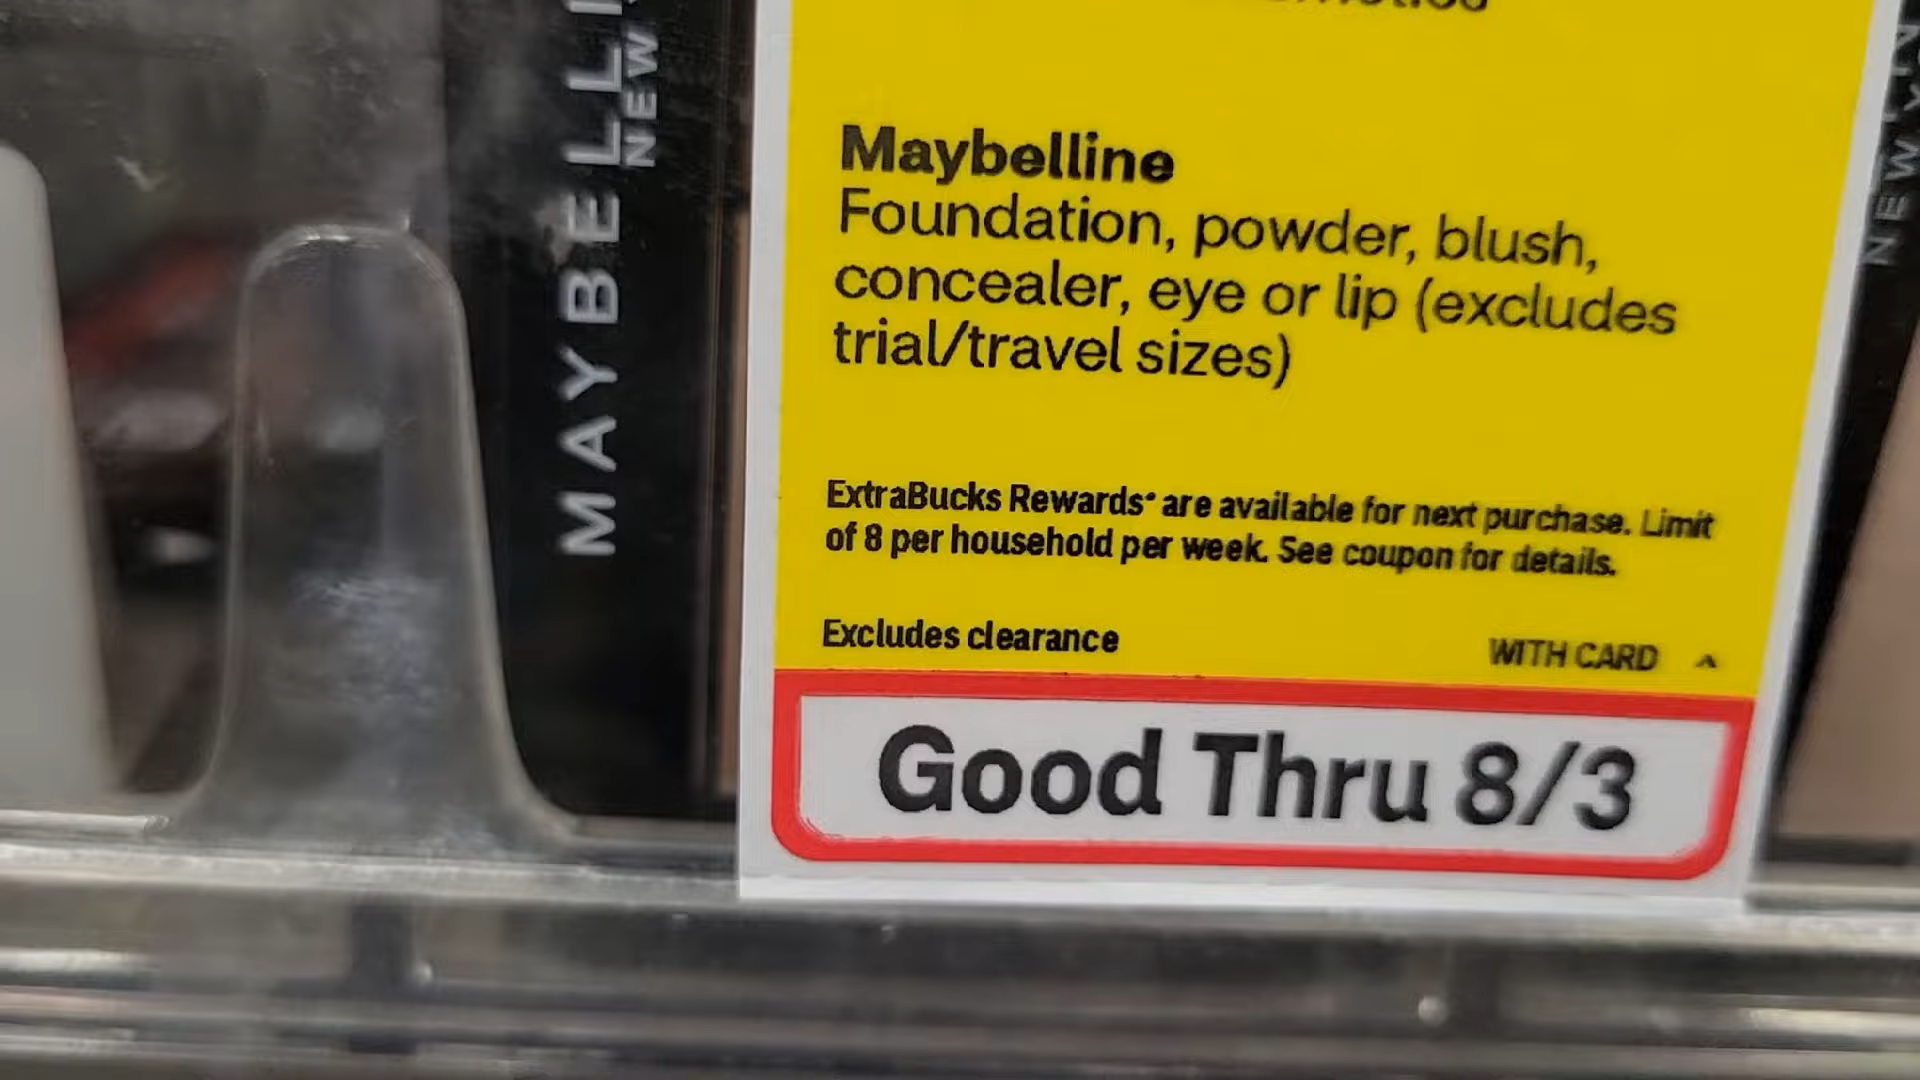 MAYBELLI
NEW
Maybelline
Foundation, powder, blush,
concealer, eye or lip (excludes
trial/travel sizes)
ExtraBucks Rewards® are available for next purchase. Limit
of 8 per household per week. See coupon for details.
Excludes clearance
WITH CARD
Good Thru 8/3
NEW Y